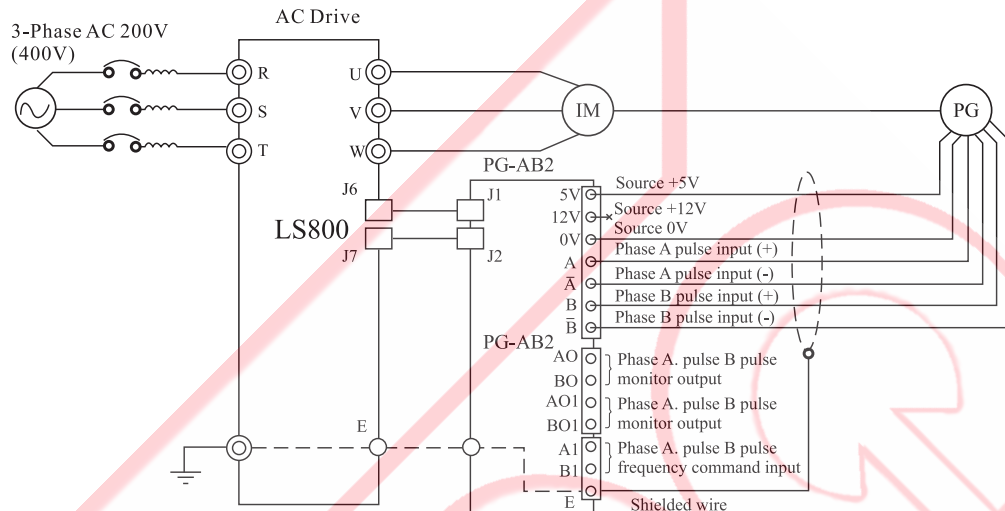 AC Drive
3-Phase AC 200V
(400V)
R
U
S
V
IM
PG
T
W
PG-AB2
J6
J1
5V
Source +5V
12V
Source +12V
LS800
Source 0V
0V
J7
J2
A
Phase A pulse input (+)
A̅
Phase A pulse input (-)
B
Phase B pulse input (+)
B̅
Phase B pulse input (-)
PG-AB2
AO
Phase A. pulse B pulse
BO
monitor output
AO1
Phase A. pulse B pulse
BO1
monitor output
E
A1
Phase A. pulse B pulse
B1
frequency command input
E
Shielded wire